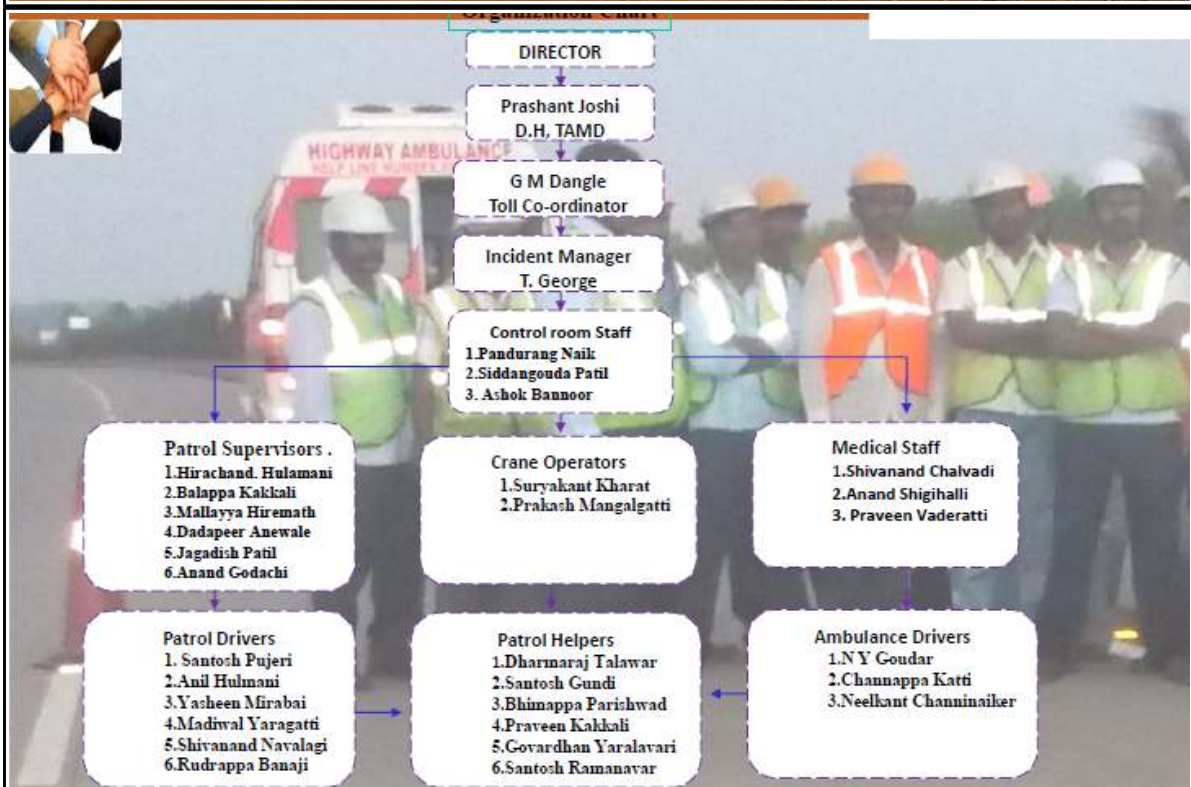 Organization Chart
DIRECTOR
Prashant Joshi
D.H, TAMD
HIGHWAY AMBULANCE
HELP LINE NUMBER
G M Dangle
Toll Co-ordinator
Incident Manager
T. George
Control room Staff
1.Pandurang Naik
2.Siddangouda Patil
3. Ashok Bannoor
Patrol Supervisors .
1.Hirachand. Hulamani
2.Balappa Kakkali
3.Mallayya Hiremath
4.Dadapeer Anewale
5.Jagadish Patil
6.Anand Godachi
Crane Operators
1.Suryakant Kharat
2.Prakash Mangalgatti
Medical Staff
1.Shivanand Chalvadi
2.Anand Shigihalli
3. Praveen Vaderatti
Patrol Drivers
1. Santosh Pujeri
2.Anil Hulmani
3.Yasheen Mirabai
4.Madiwal Yaragatti
5.Shivanand Navalagi
6.Rudrappa Banaji
Patrol Helpers
1.Dharmaraj Talawar
2.Santosh Gundi
3.Bhimappa Parishwad
4.Praveen Kakkali
5.Govardhan Yaralavari
6.Santosh Ramanavar
Ambulance Drivers
1.N Y Goudar
2.Channappa Katti
3.Neelkant Channinaiker